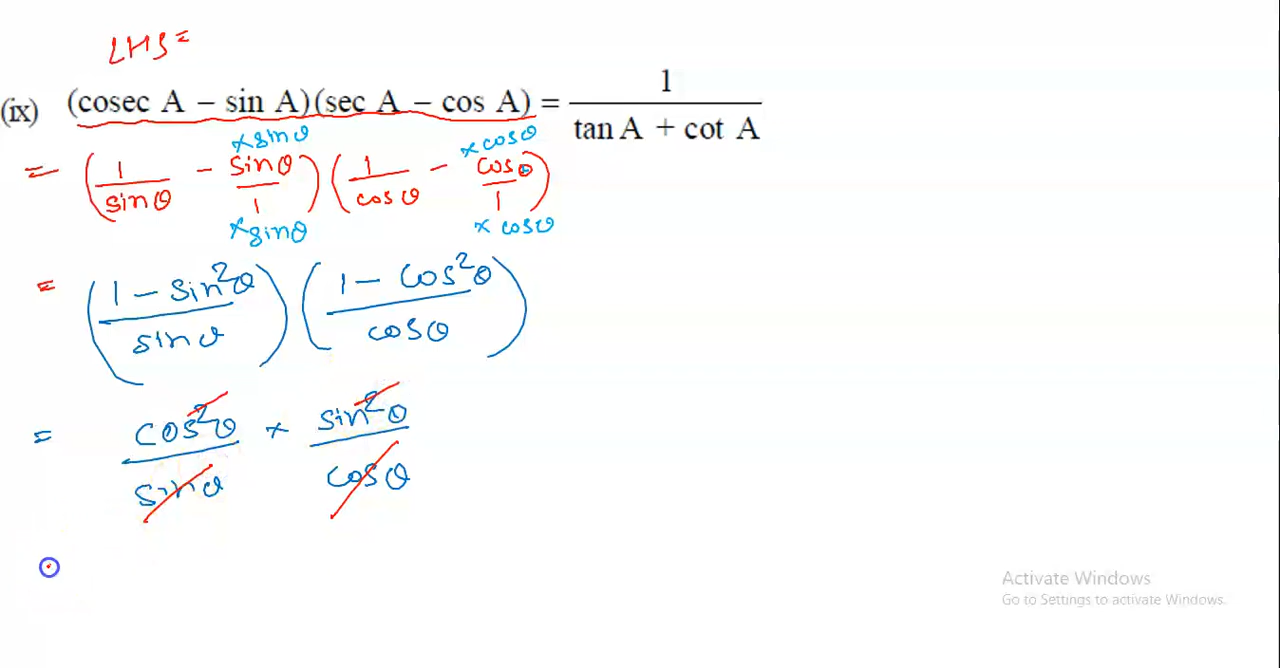 LHS =
(ix) (cosec A − sin A)(sec A − cos A) = 1/(tan A + cot A)
×sinθ ×cosθ
= (1/sinθ − sinθ/1) (1/cosθ − cosθ/1)
×sinθ × cosθ
= ((1 − sin²θ)/sinθ) ((1 − cos²θ)/cosθ)
= cos²θ/sinθ × sin²θ/cosθ
Activate Windows
Go to Settings to activate Windows.